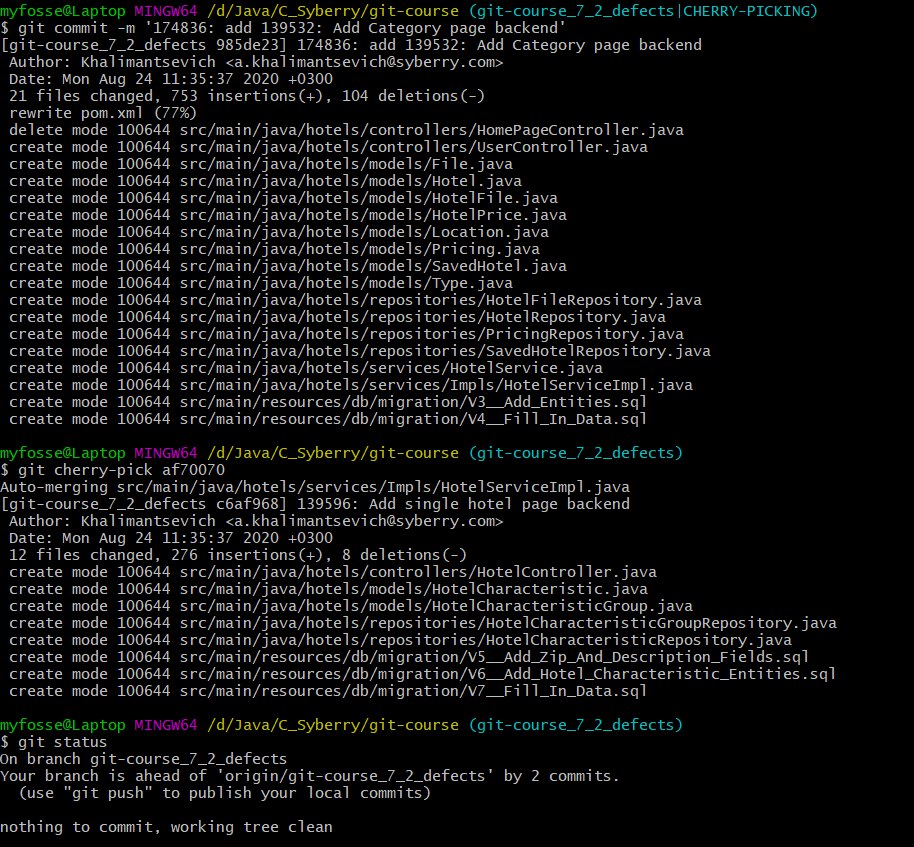 myfosse@Laptop MINGW64 /d/Java/C_Syberry/git-course (git-course_7_2_defects|CHERRY-PICKING)
$ git commit -m '174836: add 139532: Add Category page backend'
[git-course_7_2_defects 985de23] 174836: add 139532: Add Category page backend
 Author: Khalimantsevich <a.khalimantsevich@syberry.com>
 Date: Mon Aug 24 11:35:37 2020 +0300
 21 files changed, 753 insertions(+), 104 deletions(-)
 rewrite pom.xml (77%)
 delete mode 100644 src/main/java/hotels/controllers/HomePageController.java
 create mode 100644 src/main/java/hotels/controllers/UserController.java
 create mode 100644 src/main/java/hotels/models/File.java
 create mode 100644 src/main/java/hotels/models/Hotel.java
 create mode 100644 src/main/java/hotels/models/HotelFile.java
 create mode 100644 src/main/java/hotels/models/HotelPrice.java
 create mode 100644 src/main/java/hotels/models/Location.java
 create mode 100644 src/main/java/hotels/models/Pricing.java
 create mode 100644 src/main/java/hotels/models/SavedHotel.java
 create mode 100644 src/main/java/hotels/models/Type.java
 create mode 100644 src/main/java/hotels/repositories/HotelFileRepository.java
 create mode 100644 src/main/java/hotels/repositories/HotelRepository.java
 create mode 100644 src/main/java/hotels/repositories/PricingRepository.java
 create mode 100644 src/main/java/hotels/repositories/SavedHotelRepository.java
 create mode 100644 src/main/java/hotels/services/HotelService.java
 create mode 100644 src/main/java/hotels/services/Impls/HotelServiceImpl.java
 create mode 100644 src/main/resources/db/migration/V3__Add_Entities.sql
 create mode 100644 src/main/resources/db/migration/V4__Fill_In_Data.sql

myfosse@Laptop MINGW64 /d/Java/C_Syberry/git-course (git-course_7_2_defects)
$ git cherry-pick af70070
Auto-merging src/main/java/hotels/services/Impls/HotelServiceImpl.java
[git-course_7_2_defects c6af968] 139596: Add single hotel page backend
 Author: Khalimantsevich <a.khalimantsevich@syberry.com>
 Date: Mon Aug 24 11:35:37 2020 +0300
 12 files changed, 276 insertions(+), 8 deletions(-)
 create mode 100644 src/main/java/hotels/controllers/HotelController.java
 create mode 100644 src/main/java/hotels/models/HotelCharacteristic.java
 create mode 100644 src/main/java/hotels/models/HotelCharacteristicGroup.java
 create mode 100644 src/main/java/hotels/repositories/HotelCharacteristicGroupRepository.java
 create mode 100644 src/main/java/hotels/repositories/HotelCharacteristicRepository.java
 create mode 100644 src/main/resources/db/migration/V5__Add_Zip_And_Description_Fields.sql
 create mode 100644 src/main/resources/db/migration/V6__Add_Hotel_Characteristic_Entities.sql
 create mode 100644 src/main/resources/db/migration/V7__Fill_In_Data.sql

myfosse@Laptop MINGW64 /d/Java/C_Syberry/git-course (git-course_7_2_defects)
$ git status
On branch git-course_7_2_defects
Your branch is ahead of 'origin/git-course_7_2_defects' by 2 commits.
  (use "git push" to publish your local commits)

nothing to commit, working tree clean